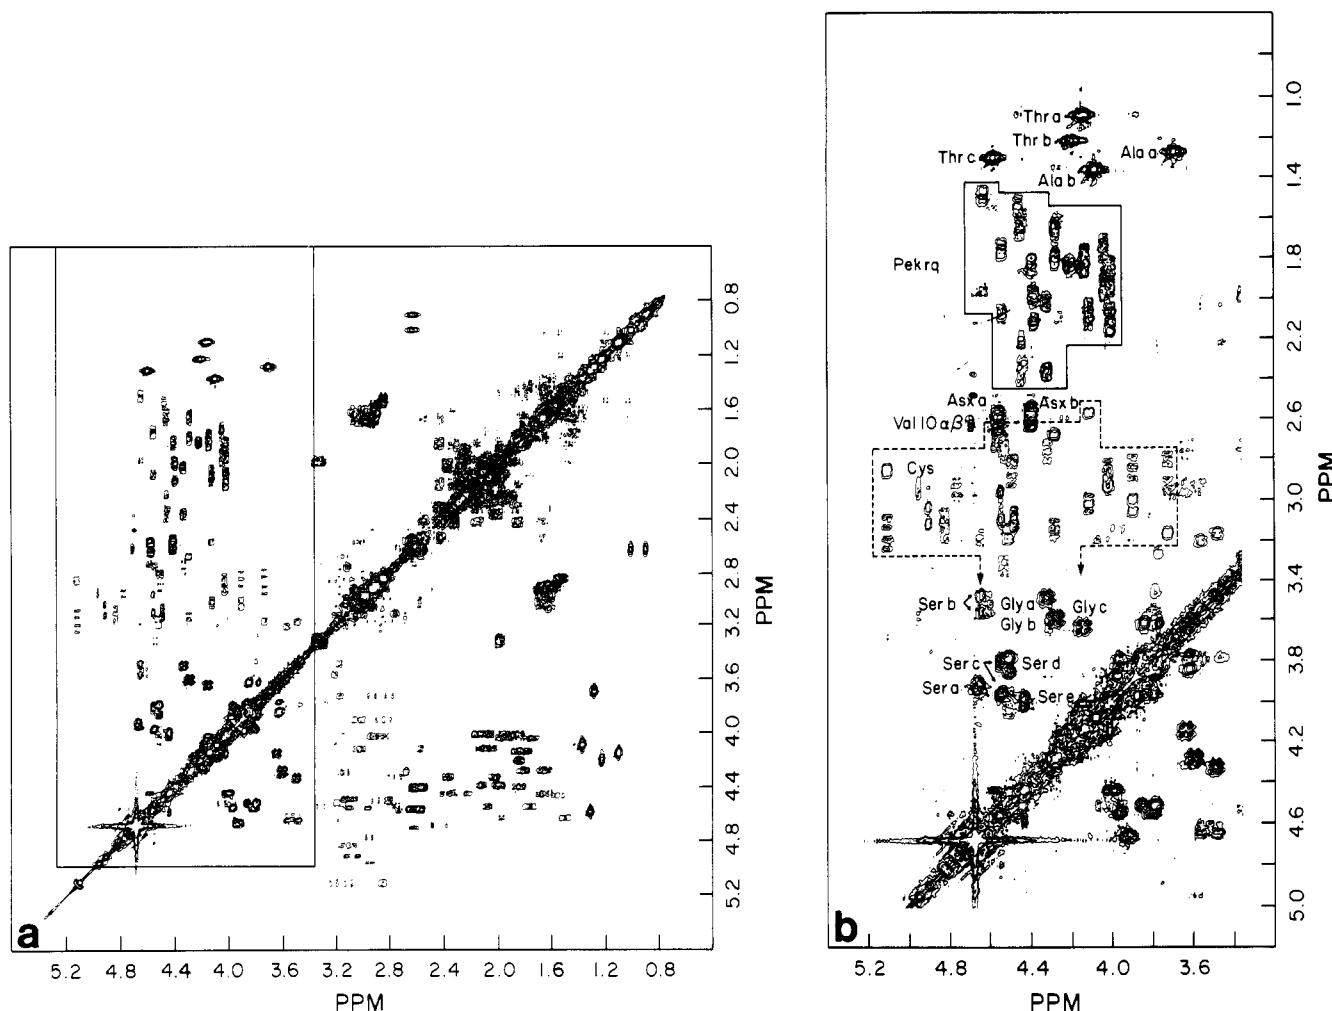 0.8
1.2
1.6
2.0
2.4
2.8
3.2
3.6
4.0
4.4
4.8
5.2
PPM
a
5.2 4.8 4.0 3.6 3.2 2.8 2.4 2.0 1.6 1.2 0.8
PPM
1.0
1.4
1.8
2.2
2.6
3.0
3.4
3.8
4.2
4.6
5.0
PPM
Thr a
Thr b
Thr c
Ala a
Ala b
Pekrq
Asx a
Asx b
Val 10 αβ
Cys
Ser b
Gly a
Gly c
Gly b
Ser c
Ser d
Ser a
Ser e
b
4.8 4.4 4.0 3.6
PPM